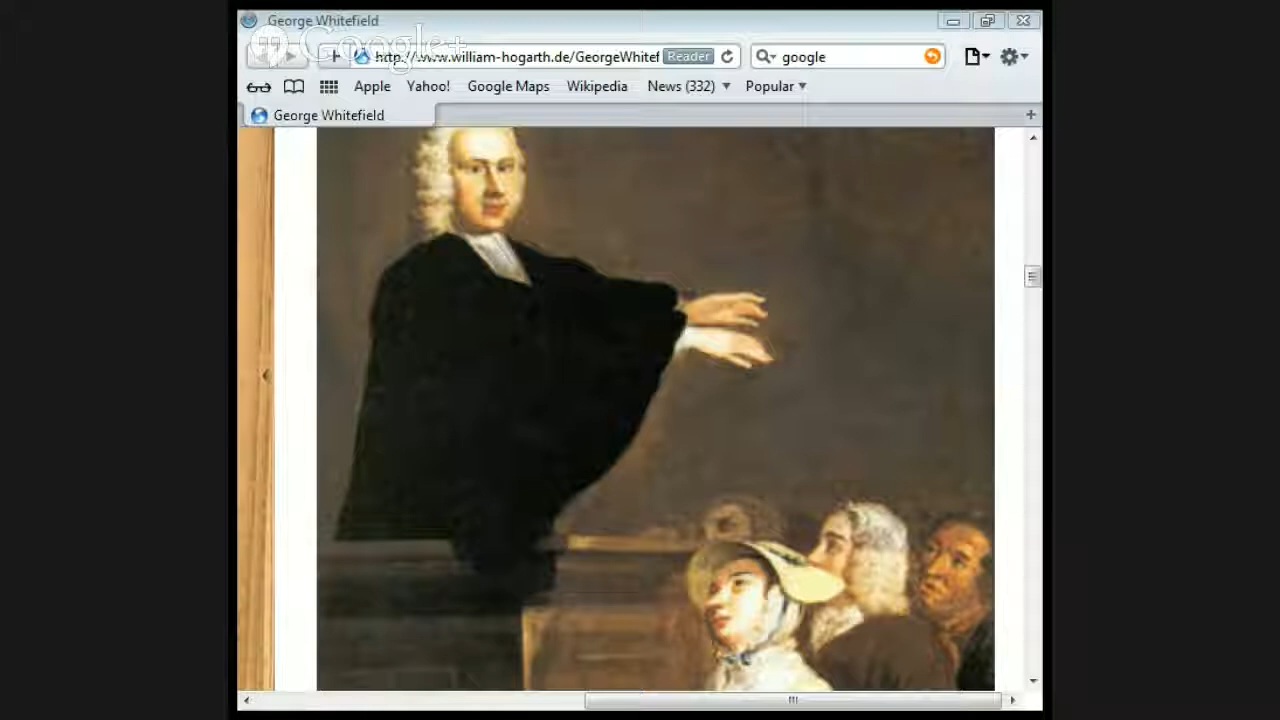 George Whitefield
Google+
http://www.william-hogarth.de/GeorgeWhitef Reader google
Apple Yahoo! Google Maps Wikipedia News (332) Popular
George Whitefield